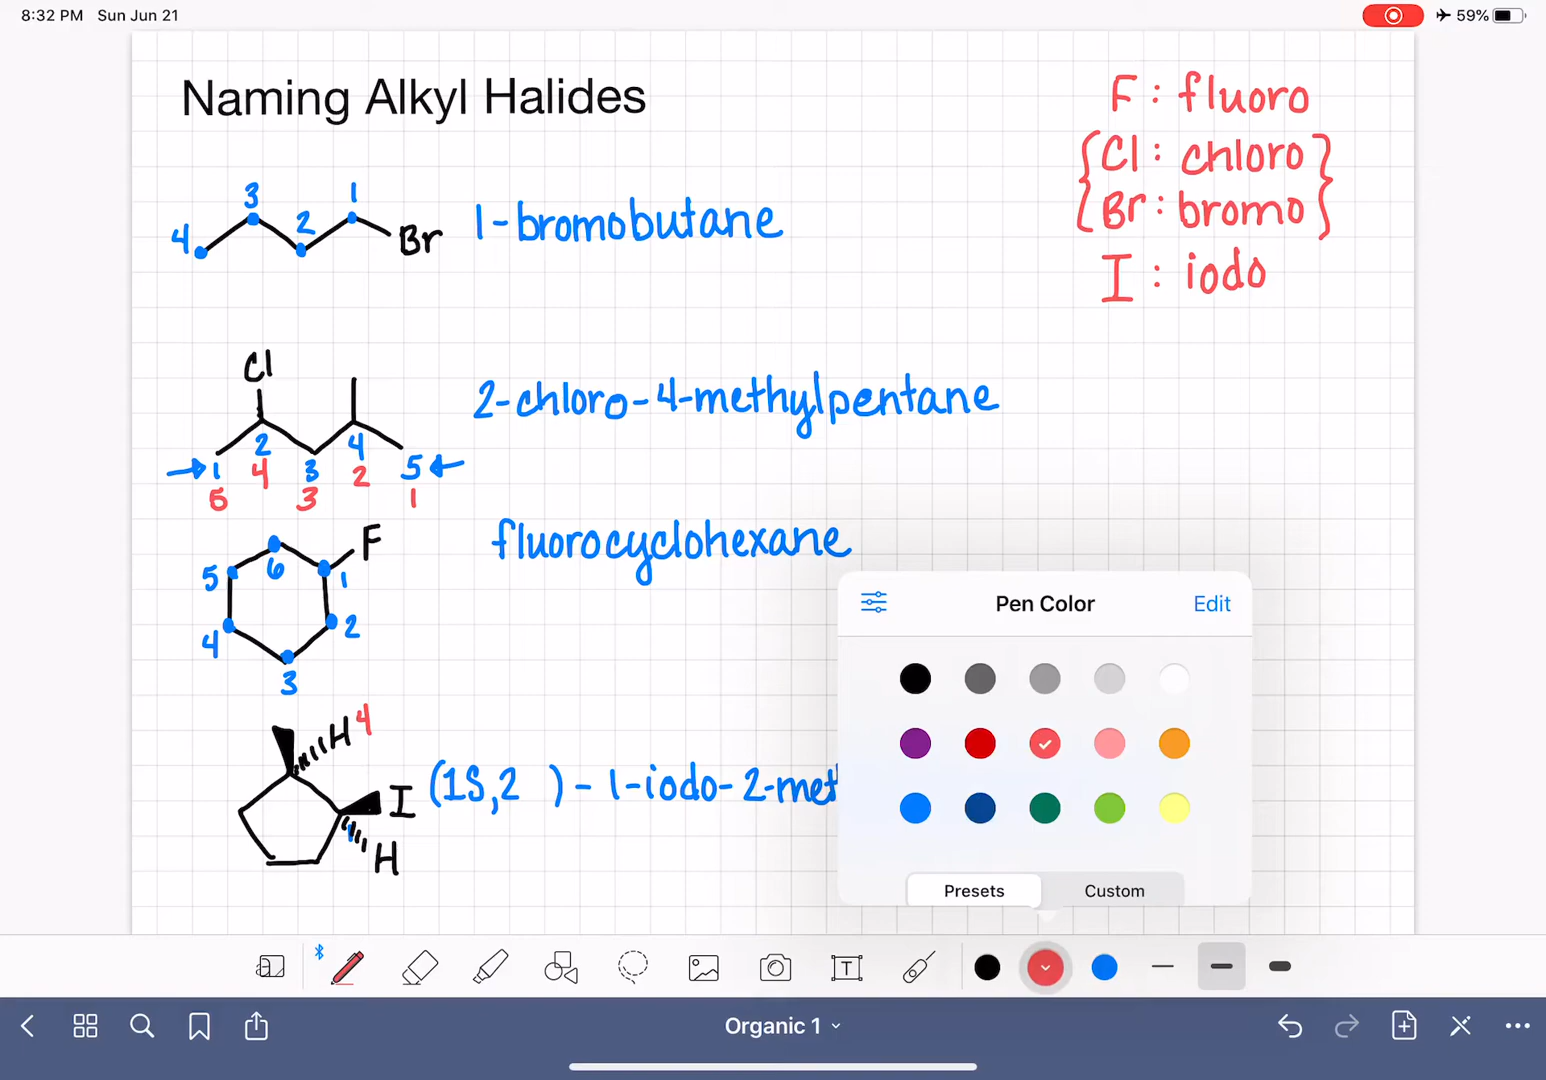 8:32 PM Sun Jun 21
59%
Naming Alkyl Halides
F : fluoro
Cl : chloro
Br : bromo
I : iodo
4 3 2 1 Br 1-bromobutane
Cl
2-chloro-4-methylpentane
1 2 3 4 5
5 4 3 2 1
F fluorocyclohexane
5 6 1
4 2
3
H 4
I (1S,2 ) - 1-iodo-2-met
H
Pen Color
Edit
Presets Custom
T
Organic 1